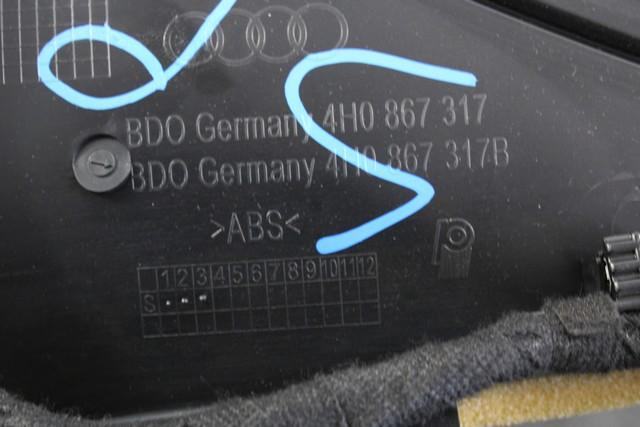 BDO Germany 4H0 867 317
BDO Germany 4H0 867 317B
>ABS<
1 2 3 4 5 6 7 8 9 10 11 12
S